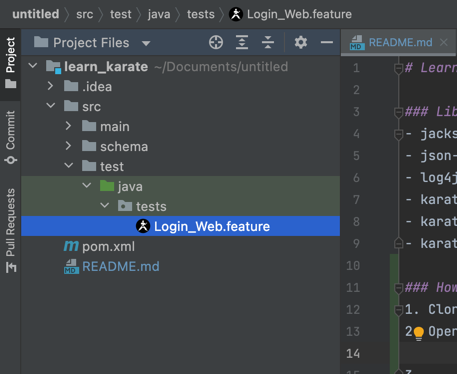 untitled › src › test › java › tests › Login_Web.feature
Project
Commit
Pull Requests
Project Files
learn_karate ~/Documents/untitled
.idea
src
main
schema
test
java
tests
Login_Web.feature
pom.xml
README.md
README.md
1 # Learn
2
3 ### Lib
4 - jacks
5 - json-
6 - log4j
7 - karat
8 - karat
9 - karat
10
11 ### How
12 1. Clon
13 2 Open
14